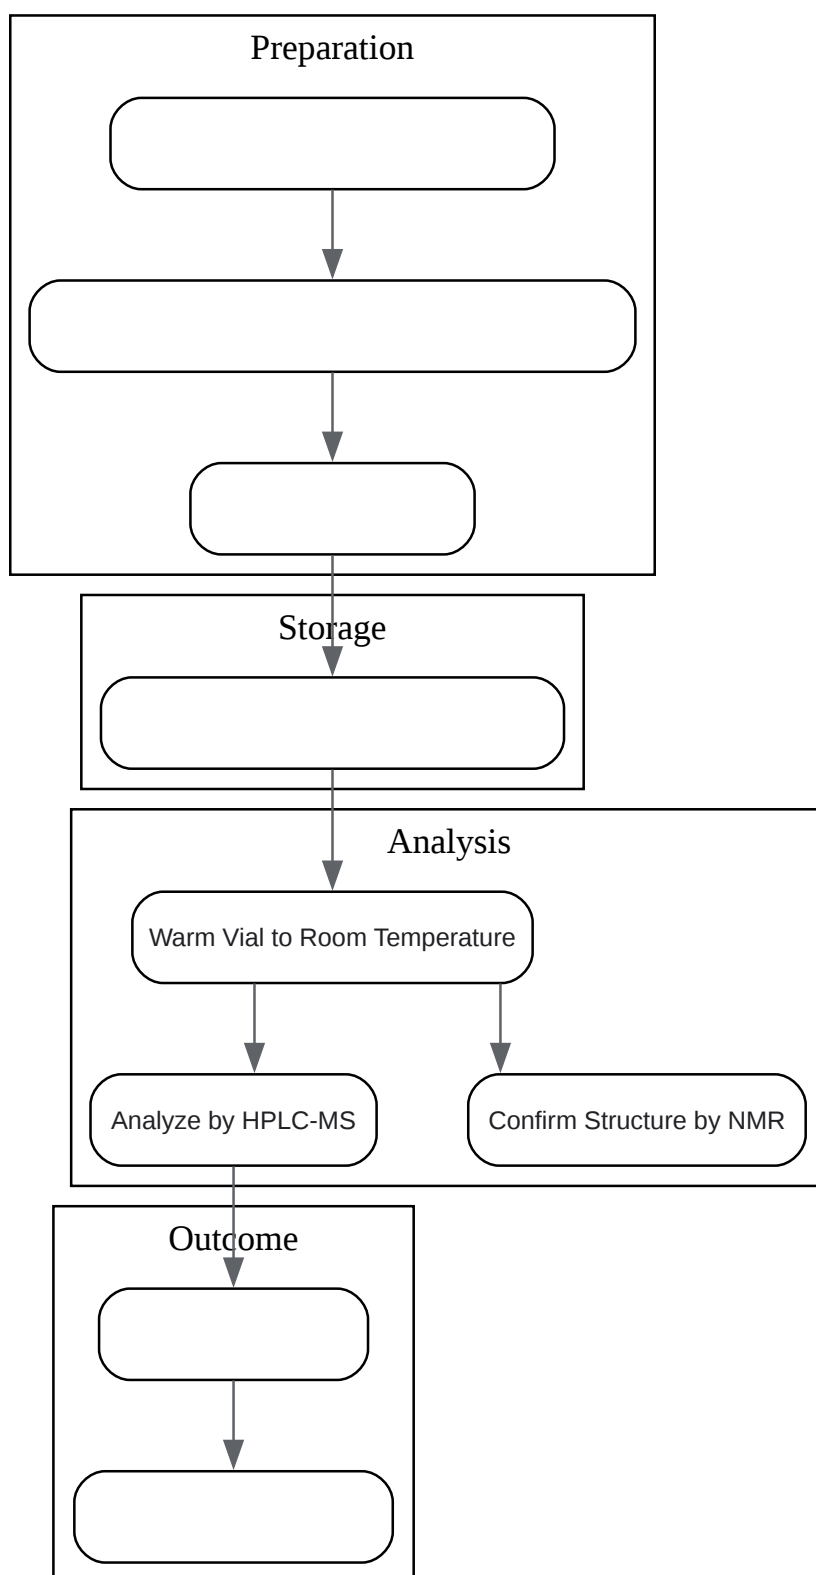 Preparation
Storage
Analysis
Warm Vial to Room Temperature
Analyze by HPLC-MS
Confirm Structure by NMR
Outcome